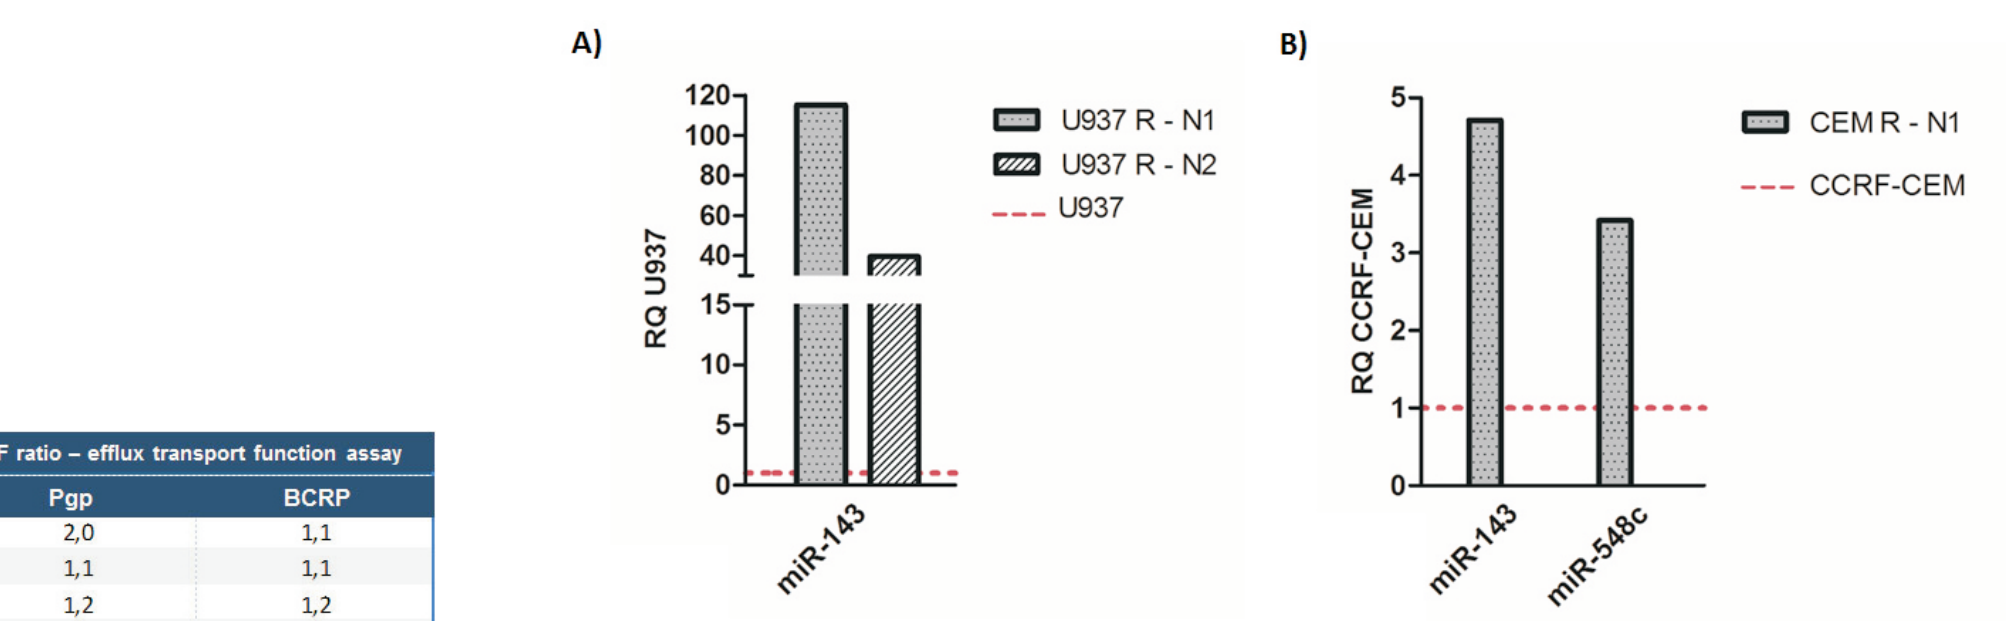 ratio – efflux transport function assay
Pgp BCRP
2,0 1,1
1,1 1,1
1,2 1,2
A)
RQ U937
120
100
80
60
40
15
10
5
0
miR-143
U937 R - N1
U937 R - N2
U937
B)
RQ CCRF-CEM
5
4
3
2
1
0
miR-143
miR-548c
CEM R - N1
CCRF-CEM